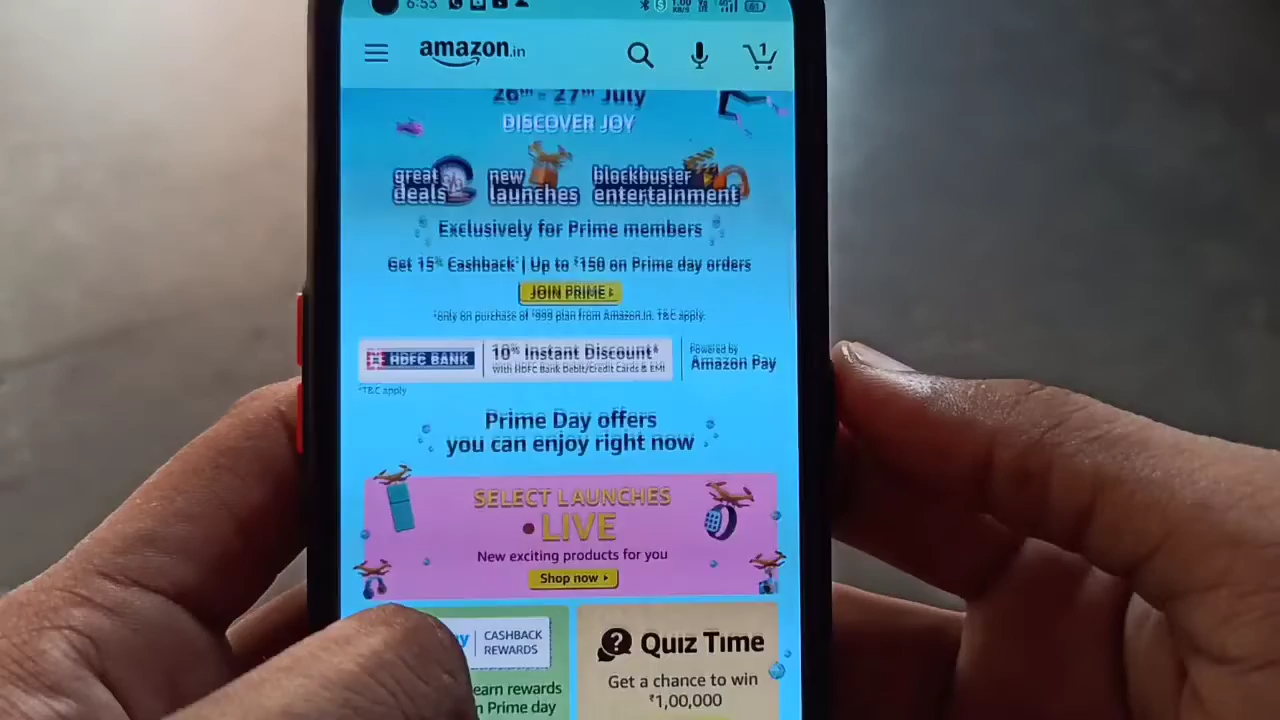 6:53
amazon.in
1
26th - 27th July
DISCOVER JOY
great deals
new launches
blockbuster entertainment
Exclusively for Prime members
Get 15% Cashback* | Up to ₹150 on Prime day orders
JOIN PRIME
*only on purchase of ₹999 plan from Amazon.in. T&C apply.
HDFC BANK
10% Instant Discount*
With HDFC Bank Debit/Credit Cards & EMI
Powered by
Amazon Pay
*T&C apply
Prime Day offers
you can enjoy right now
SELECT LAUNCHES
LIVE
New exciting products for you
Shop now
CASHBACK
REWARDS
earn rewards
Prime day
Quiz Time
Get a chance to win
₹1,00,000